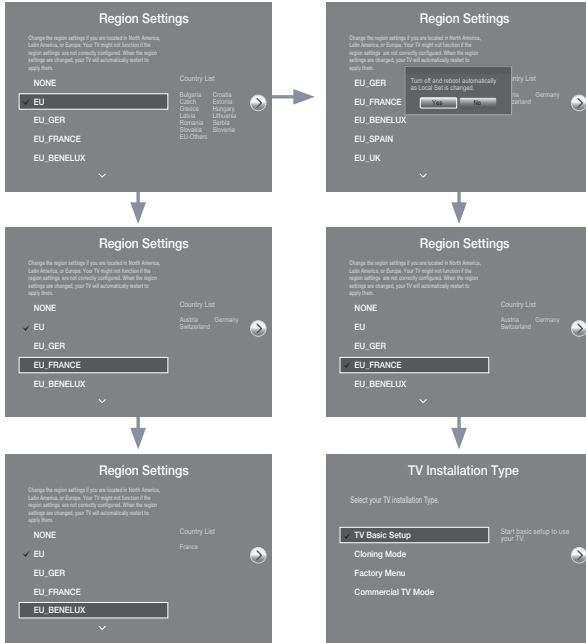 Region Settings
Change the region settings if you are located in North America,
Latin America, or Europe. Your TV might not function if the
region settings are not correctly configured. When the region
settings are changed, your TV will automatically restart to
apply them.
NONE
EU
EU_GER
EU_FRANCE
EU_BENELUX
Country List
Bulgaria Croatia
Czech Estonia
Greece Hungary
Latvia Lithuania
Romania Serbia
Slovakia Slovenia
EU-Others
Region Settings
Change the region settings if you are located in North America,
Latin America, or Europe. Your TV might not function if the
region settings are not correctly configured. When the region
settings are changed, your TV will automatically restart to
apply them.
EU_GER
EU_FRANCE
EU_BENELUX
EU_SPAIN
EU_UK
Turn off and reboot automatically
as Local Set is changed.
Yes No
ntry List
Germany
zerland
Region Settings
Change the region settings if you are located in North America,
Latin America, or Europe. Your TV might not function if the
region settings are not correctly configured. When the region
settings are changed, your TV will automatically restart to
apply them.
NONE
EU
EU_GER
EU_FRANCE
EU_BENELUX
Country List
Austria Germany
Switzerland
Region Settings
Change the region settings if you are located in North America,
Latin America, or Europe. Your TV might not function if the
region settings are not correctly configured. When the region
settings are changed, your TV will automatically restart to
apply them.
NONE
EU
EU_GER
EU_FRANCE
EU_BENELUX
Country List
Austria Germany
Switzerland
Region Settings
Change the region settings if you are located in North America,
Latin America, or Europe. Your TV might not function if the
region settings are not correctly configured. When the region
settings are changed, your TV will automatically restart to
apply them.
NONE
EU
EU_GER
EU_FRANCE
EU_BENELUX
Country List
France
TV Installation Type
Select your TV installation Type.
TV Basic Setup
Cloning Mode
Factory Menu
Commercial TV Mode
Start basic setup to use
your TV.